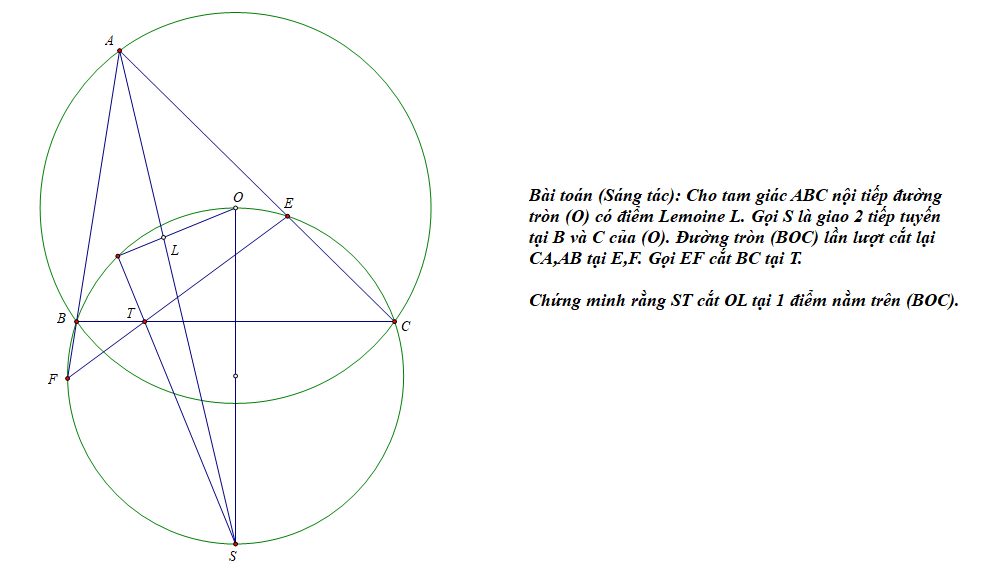 A
O
E
L
B
T
C
F
S
Bài toán (Sáng tác): Cho tam giác ABC nội tiếp đường
tròn (O) có điểm Lemoine L. Gọi S là giao 2 tiếp tuyến
tại B và C của (O). Đường tròn (BOC) lần lượt cắt lại
CA,AB tại E,F. Gọi EF cắt BC tại T.
Chứng minh rằng ST cắt OL tại 1 điểm nằm trên (BOC).